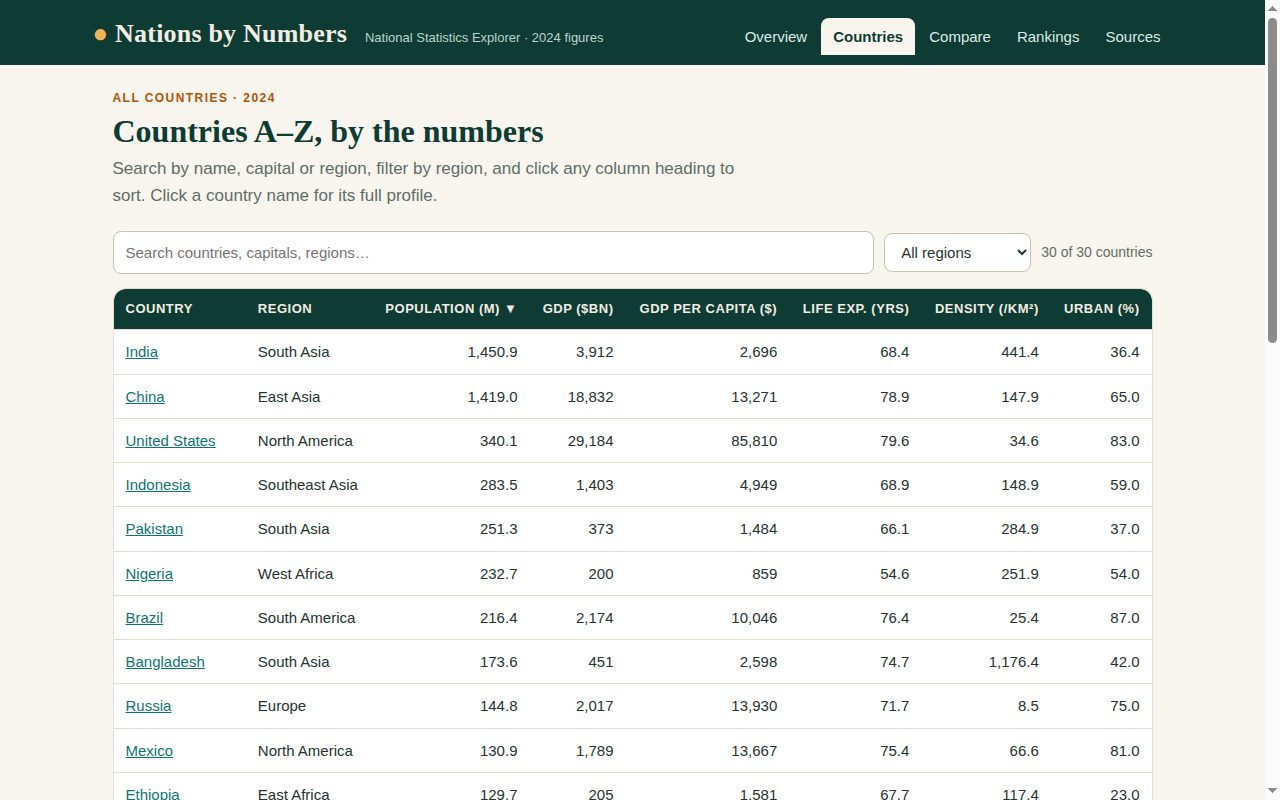 Nations by Numbers National Statistics Explorer · 2024 figures Overview Countries Compare Rankings Sources
ALL COUNTRIES · 2024
Countries A–Z, by the numbers
Search by name, capital or region, filter by region, and click any column heading to
sort. Click a country name for its full profile.
Search countries, capitals, regions… All regions 30 of 30 countries
COUNTRY REGION POPULATION (M) ▼ GDP ($BN) GDP PER CAPITA ($) LIFE EXP. (YRS) DENSITY (/KM²) URBAN (%)
India South Asia 1,450.9 3,912 2,696 68.4 441.4 36.4
China East Asia 1,419.0 18,832 13,271 78.9 147.9 65.0
United States North America 340.1 29,184 85,810 79.6 34.6 83.0
Indonesia Southeast Asia 283.5 1,403 4,949 68.9 148.9 59.0
Pakistan South Asia 251.3 373 1,484 66.1 284.9 37.0
Nigeria West Africa 232.7 200 859 54.6 251.9 54.0
Brazil South America 216.4 2,174 10,046 76.4 25.4 87.0
Bangladesh South Asia 173.6 451 2,598 74.7 1,176.4 42.0
Russia Europe 144.8 2,017 13,930 71.7 8.5 75.0
Mexico North America 130.9 1,789 13,667 75.4 66.6 81.0
Ethiopia East Africa 129.7 205 1,581 67.7 117.4 23.0